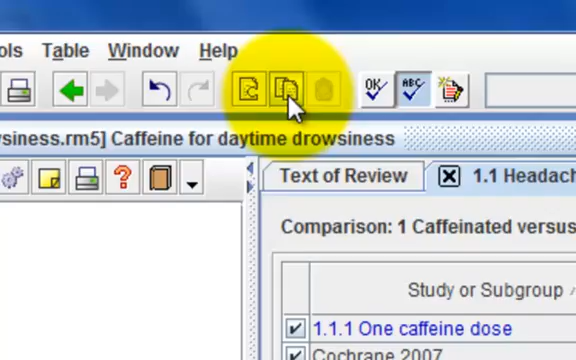 ols Table Window Help
OK ABC
siness.rm5] Caffeine for daytime drowsiness
?
Text of Review 1.1 Headach
Comparison: 1 Caffeinated versus
Study or Subgroup
1.1.1 One caffeine dose
Cochrane 2007